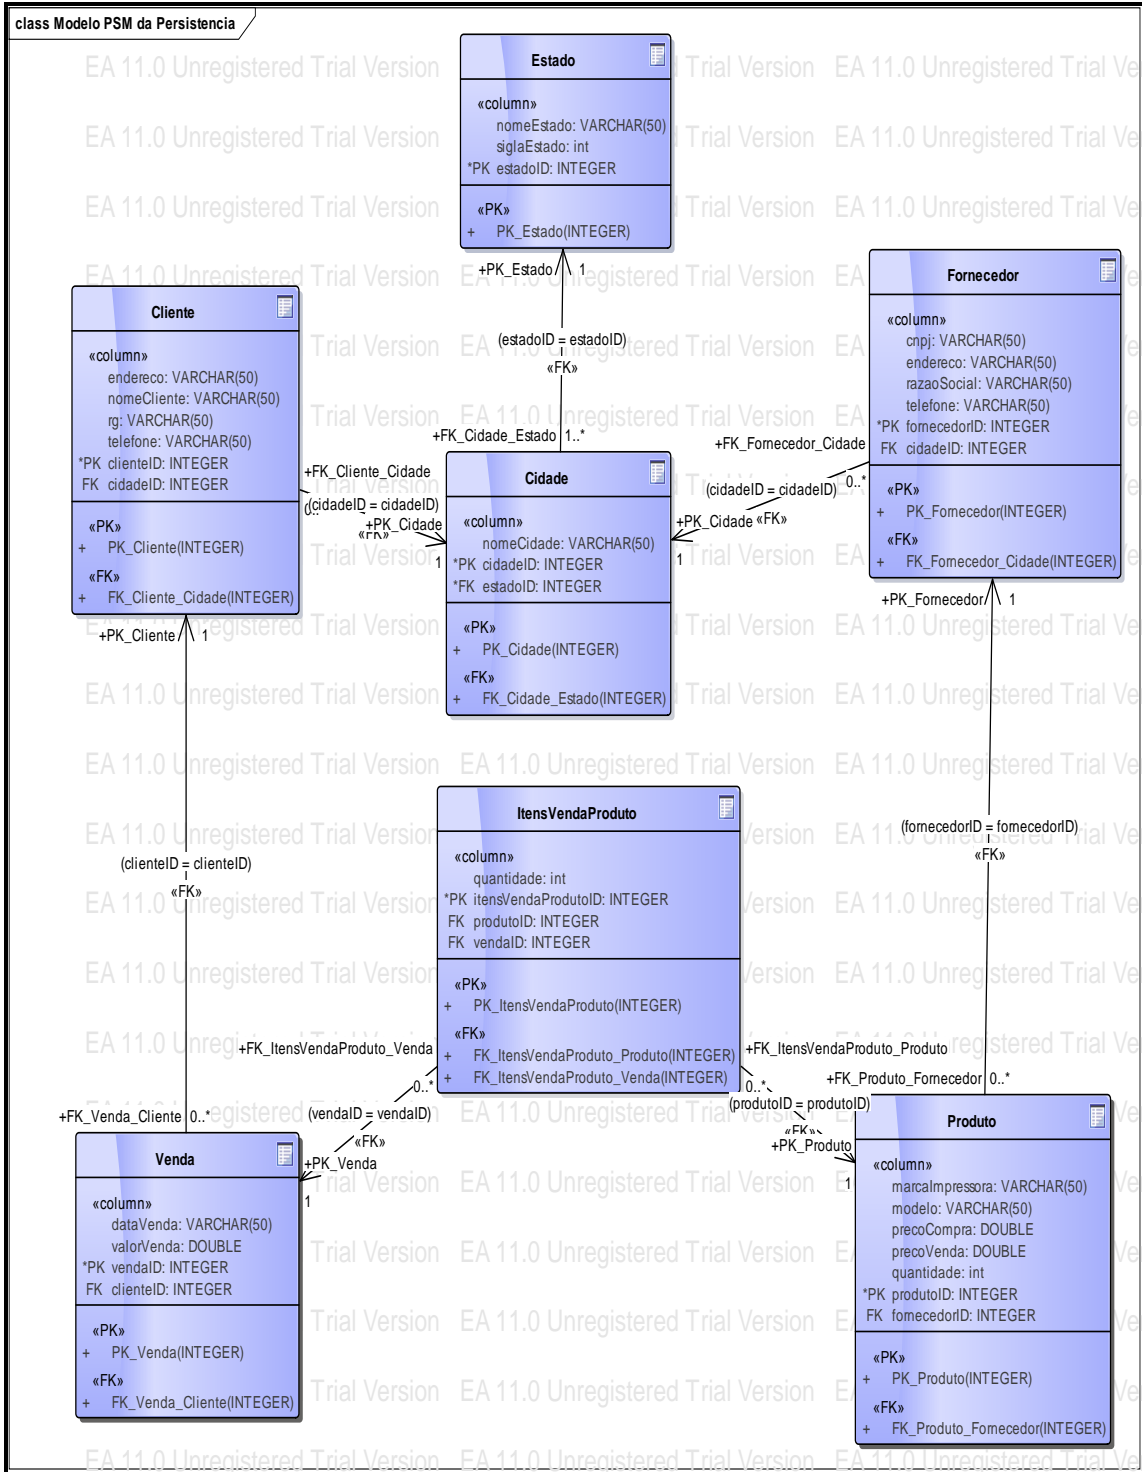 class Modelo PSM da Persistencia
EA 11.0 Unregistered Trial Version
Estado
«column»
nomeEstado: VARCHAR(50)
siglaEstado: int
*PK estadoID: INTEGER
«PK»
+ PK_Estado(INTEGER)
+PK_Estado 1
(estadoID = estadoID)
«FK»
+FK_Cidade_Estado 1..*
Cliente
«column»
endereco: VARCHAR(50)
nomeCliente: VARCHAR(50)
rg: VARCHAR(50)
telefone: VARCHAR(50)
*PK clienteID: INTEGER
FK cidadeID: INTEGER
«PK»
+ PK_Cliente(INTEGER)
«FK»
+ FK_Cliente_Cidade(INTEGER)
+FK_Cliente_Cidade
0..*
(cidadeID = cidadeID)
«FK»
+PK_Cidade
1
Cidade
«column»
nomeCidade: VARCHAR(50)
*PK cidadeID: INTEGER
*FK estadoID: INTEGER
«PK»
+ PK_Cidade(INTEGER)
«FK»
+ FK_Cidade_Estado(INTEGER)
Fornecedor
«column»
cnpj: VARCHAR(50)
endereco: VARCHAR(50)
razaoSocial: VARCHAR(50)
telefone: VARCHAR(50)
*PK fornecedorID: INTEGER
FK cidadeID: INTEGER
«PK»
+ PK_Fornecedor(INTEGER)
«FK»
+ FK_Fornecedor_Cidade(INTEGER)
+FK_Fornecedor_Cidade
0..*
(cidadeID = cidadeID)
+PK_Cidade «FK»
1
+PK_Cliente 1
(clienteID = clienteID)
«FK»
+FK_Venda_Cliente 0..*
+PK_Fornecedor 1
(fornecedorID = fornecedorID)
«FK»
+FK_Produto_Fornecedor 0..*
ItensVendaProduto
«column»
quantidade: int
*PK itensVendaProdutoID: INTEGER
FK produtoID: INTEGER
FK vendaID: INTEGER
«PK»
+ PK_ItensVendaProduto(INTEGER)
«FK»
+ FK_ItensVendaProduto_Produto(INTEGER)
+ FK_ItensVendaProduto_Venda(INTEGER)
+FK_ItensVendaProduto_Venda
0..*
(vendaID = vendaID)
«FK»
+PK_Venda
1
+FK_ItensVendaProduto_Produto
0..*
(produtoID = produtoID)
«FK»
+PK_Produto
1
Venda
«column»
dataVenda: VARCHAR(50)
valorVenda: DOUBLE
*PK vendaID: INTEGER
FK clienteID: INTEGER
«PK»
+ PK_Venda(INTEGER)
«FK»
+ FK_Venda_Cliente(INTEGER)
Produto
«column»
marcaImpressora: VARCHAR(50)
modelo: VARCHAR(50)
precoCompra: DOUBLE
precoVenda: DOUBLE
quantidade: int
*PK produtoID: INTEGER
FK fornecedorID: INTEGER
«PK»
+ PK_Produto(INTEGER)
«FK»
+ FK_Produto_Fornecedor(INTEGER)